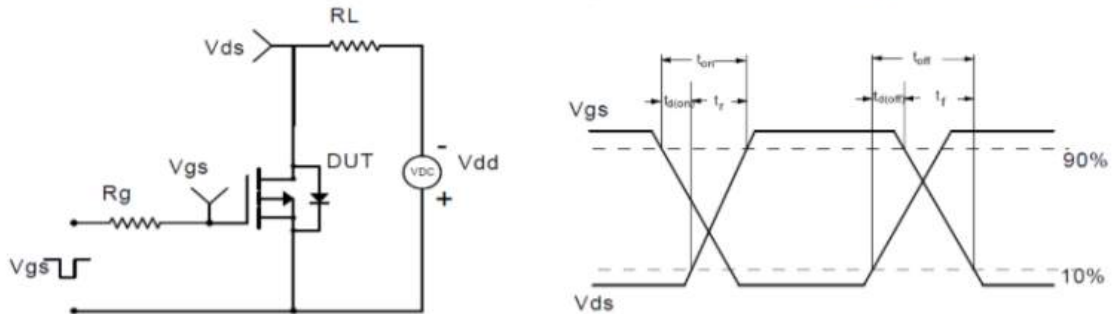 RL
Vds
Vgs
DUT
Rg
VDC
-
+
Vdd
Vgs
ton
toff
td(on)
tr
td(off)
tf
Vgs
90%
10%
Vds